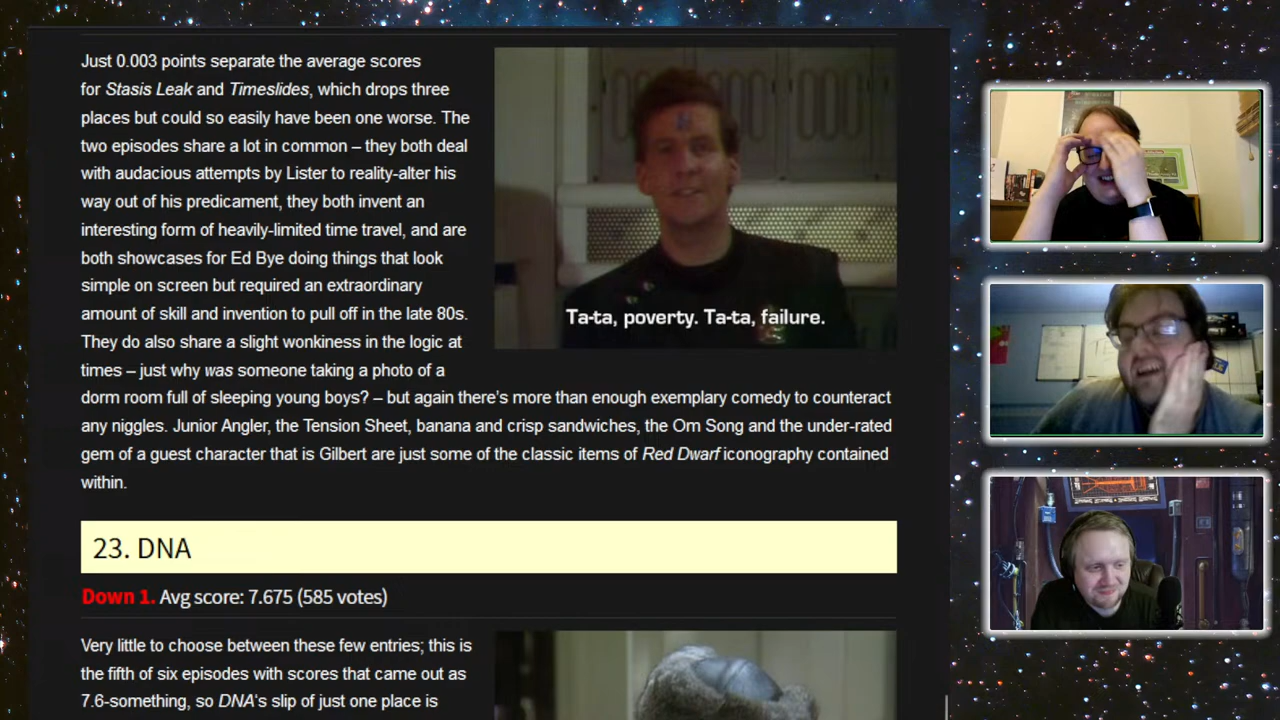 Just 0.003 points separate the average scores
for Stasis Leak and Timeslides, which drops three
places but could so easily have been one worse. The
two episodes share a lot in common – they both deal
with audacious attempts by Lister to reality-alter his
way out of his predicament, they both invent an
interesting form of heavily-limited time travel, and are
both showcases for Ed Bye doing things that look
simple on screen but required an extraordinary
amount of skill and invention to pull off in the late 80s.
They do also share a slight wonkiness in the logic at
times – just why was someone taking a photo of a
dorm room full of sleeping young boys? – but again there’s more than enough exemplary comedy to counteract
any niggles. Junior Angler, the Tension Sheet, banana and crisp sandwiches, the Om Song and the under-rated
gem of a guest character that is Gilbert are just some of the classic items of Red Dwarf iconography contained
within.
Ta-ta, poverty. Ta-ta, failure.
23. DNA
Down 1. Avg score: 7.675 (585 votes)
Very little to choose between these few entries; this is
the fifth of six episodes with scores that came out as
7.6-something, so DNA‘s slip of just one place is